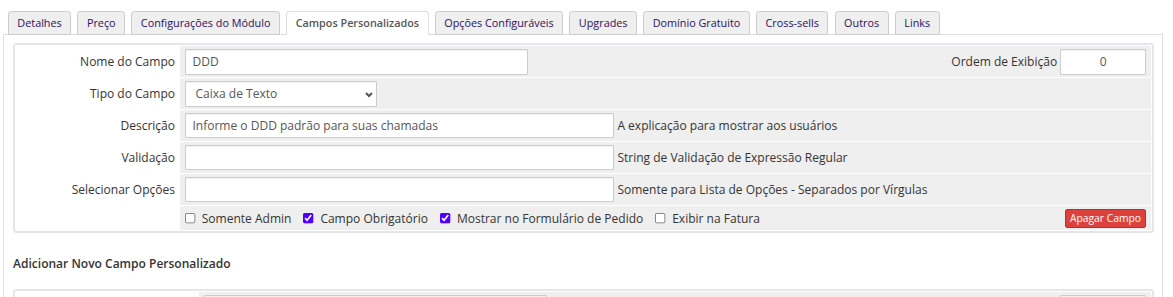 Detalhes Preço Configurações do Módulo Campos Personalizados Opções Configuráveis Upgrades Domínio Gratuito Cross-sells Outros Links
Nome do Campo DDD Ordem de Exibição 0
Tipo do Campo Caixa de Texto
Descrição Informe o DDD padrão para suas chamadas A explicação para mostrar aos usuários
Validação String de Validação de Expressão Regular
Selecionar Opções Somente para Lista de Opções - Separados por Vírgulas
Somente Admin Campo Obrigatório Mostrar no Formulário de Pedido Exibir na Fatura Apagar Campo
Adicionar Novo Campo Personalizado